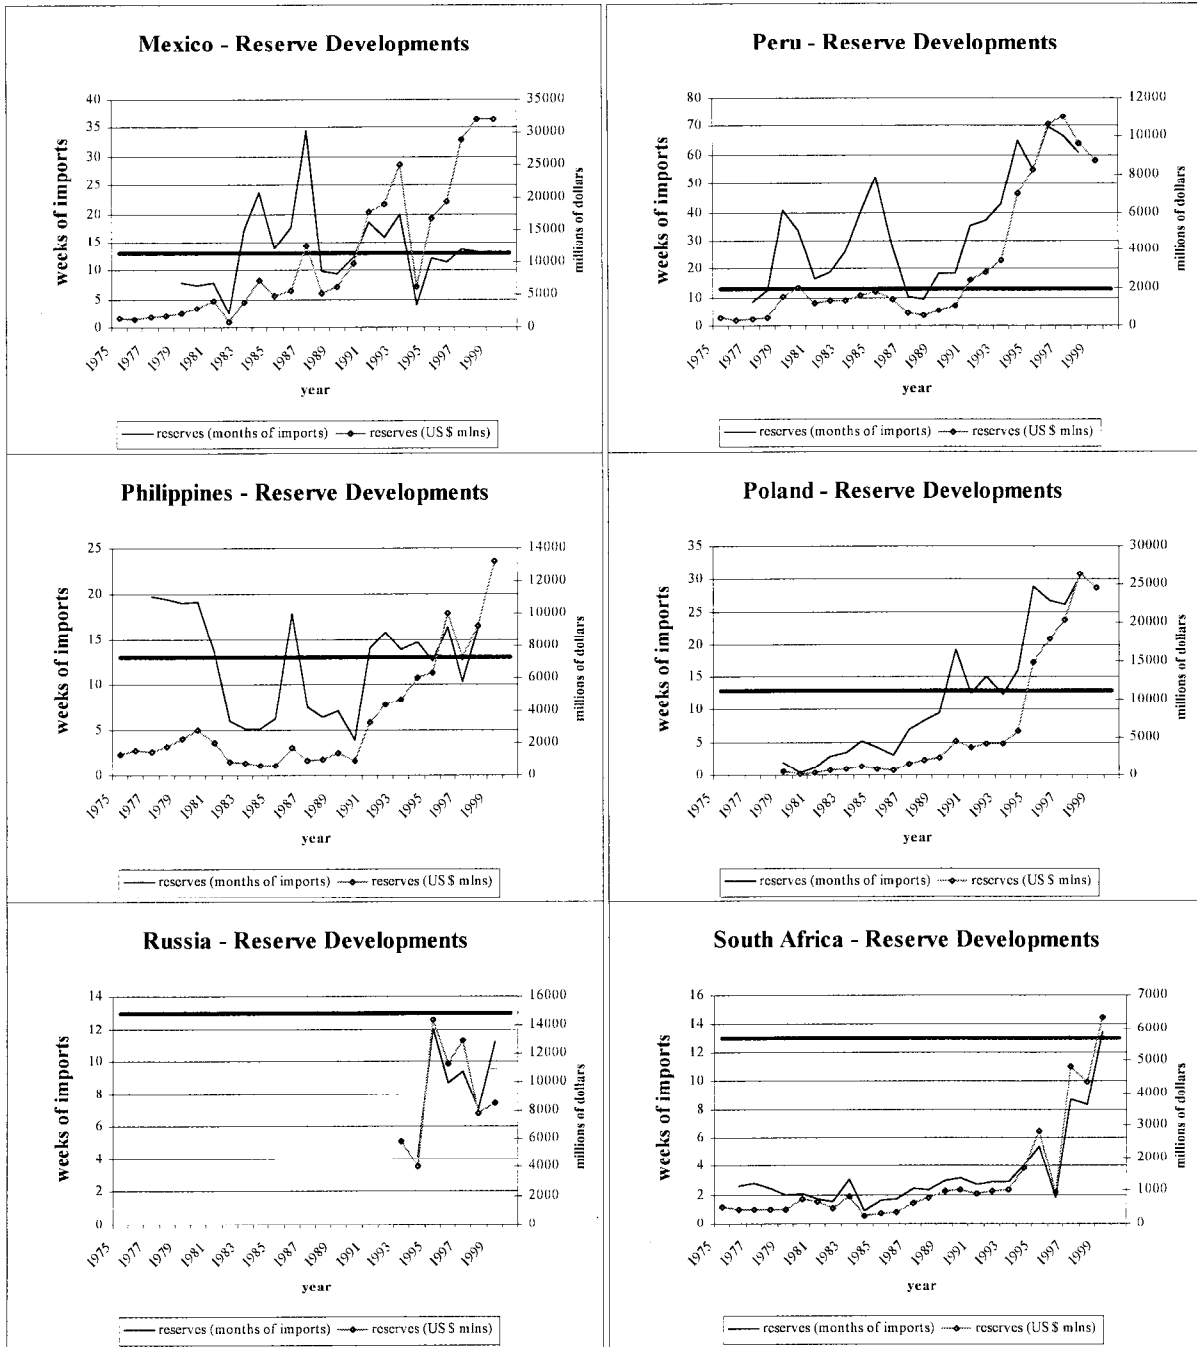 Mexico - Reserve Developments
40
35
30
25
20
15
10
5
0
weeks of imports
35000
30000
25000
20000
15000
10000
5000
0
millions of dollars
1975 1977 1979 1981 1983 1985 1987 1989 1991 1993 1995 1997 1999
year
reserves (months of imports) reserves (US $ mlns)
Peru - Reserve Developments
80
70
60
50
40
30
20
10
0
weeks of imports
12000
10000
8000
6000
4000
2000
0
millions of dollars
1975 1977 1979 1981 1983 1985 1987 1989 1991 1993 1995 1997 1999
year
reserves (months of imports) reserves (US $ mlns)
Philippines - Reserve Developments
25
20
15
10
5
0
weeks of imports
14000
12000
10000
8000
6000
4000
2000
0
millions of dollars
1975 1977 1979 1981 1983 1985 1987 1989 1991 1993 1995 1997 1999
year
reserves (months of imports) reserves (US $ mlns)
Poland - Reserve Developments
35
30
25
20
15
10
5
0
weeks of imports
30000
25000
20000
15000
10000
5000
0
millions of dollars
1975 1977 1979 1981 1983 1985 1987 1989 1991 1993 1995 1997 1999
year
reserves (months of imports) reserves (US $ mlns)
Russia - Reserve Developments
14
12
10
8
6
4
2
0
weeks of imports
16000
14000
12000
10000
8000
6000
4000
2000
0
millions of dollars
1975 1977 1979 1981 1983 1985 1987 1989 1991 1993 1995 1997 1999
year
reserves (months of imports) reserves (US $ mlns)
South Africa - Reserve Developments
16
14
12
10
8
6
4
2
0
weeks of imports
7000
6000
5000
4000
3000
2000
1000
0
millions of dollars
1975 1977 1979 1981 1983 1985 1987 1989 1991 1993 1995 1997 1999
year
reserves (months of imports) reserves (US $ mlns)